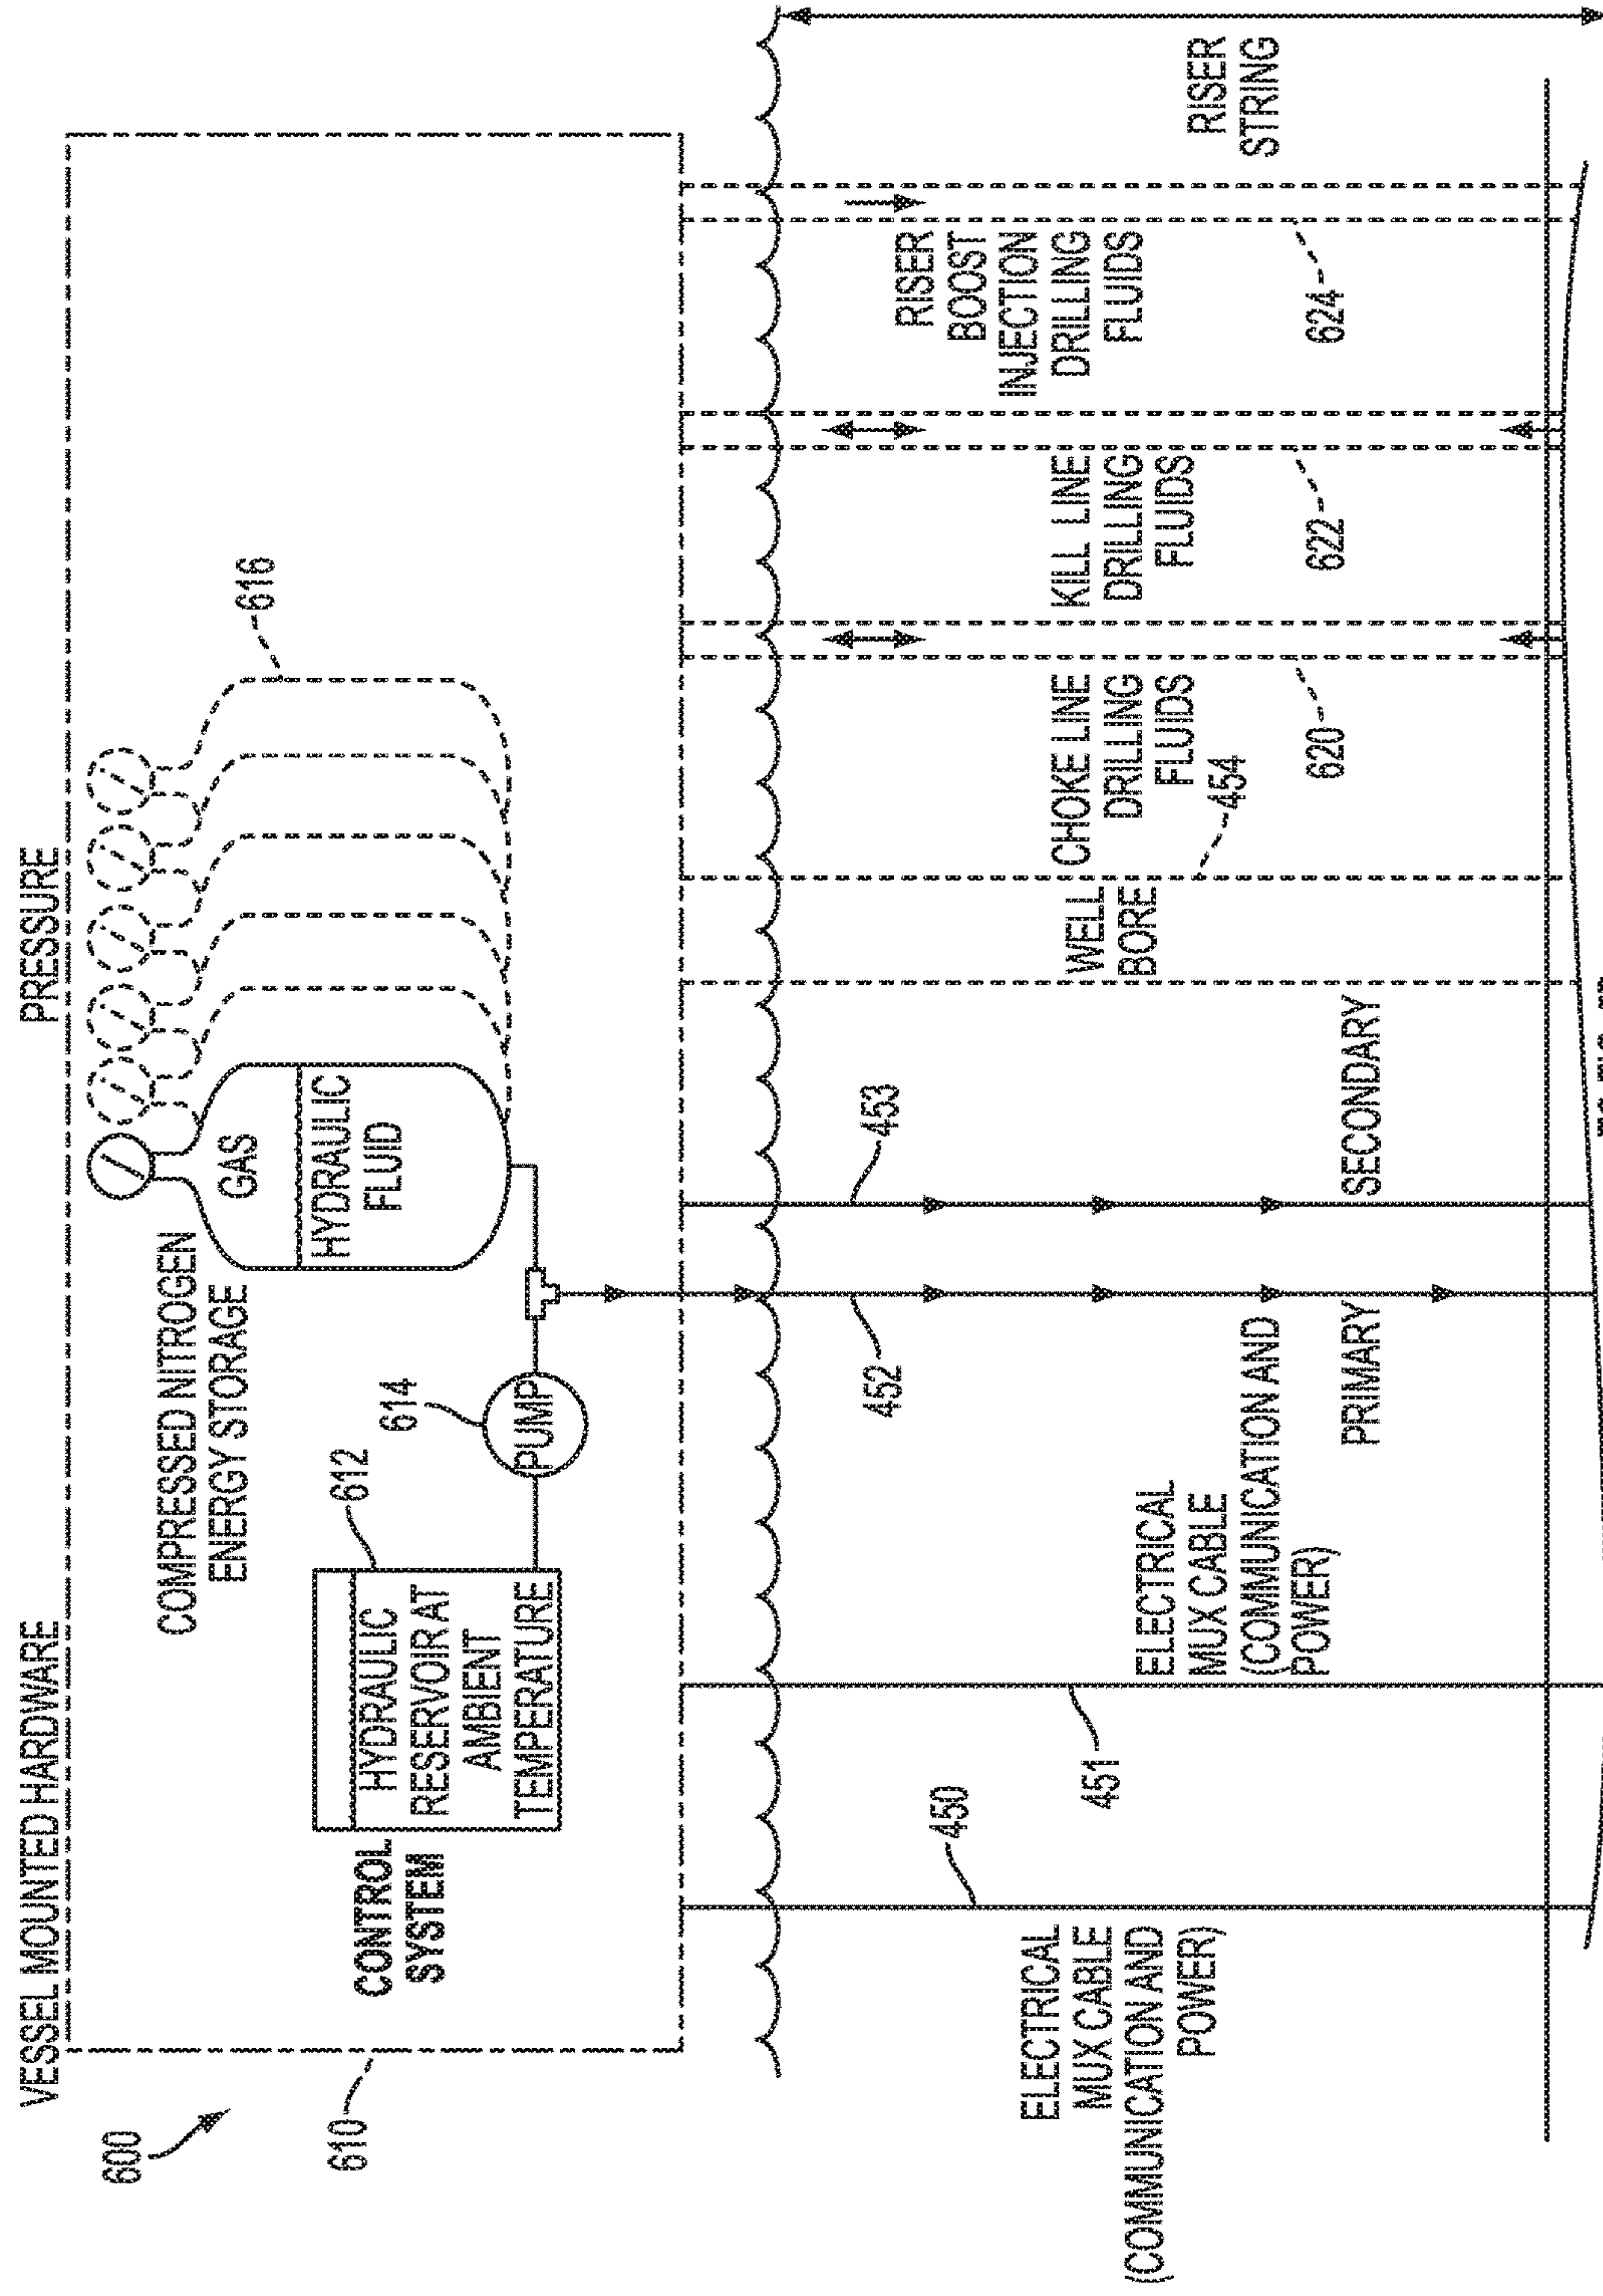 600
VESSEL MOUNTED HARDWARE
PRESSURE
610
COMPRESSED NITROGEN
ENERGY STORAGE
GAS
HYDRAULIC
FLUID
616
CONTROL
SYSTEM
HYDRAULIC
RESERVOIR AT
AMBIENT
TEMPERATURE
612
614
PUMP
450
ELECTRICAL
MUX CABLE
(COMMUNICATION AND
POWER)
451
ELECTRICAL
MUX CABLE
(COMMUNICATION AND
POWER)
452
PRIMARY
453
SECONDARY
WELL
BORE
454
CHOKE LINE
DRILLING
FLUIDS
620
KILL LINE
DRILLING
FLUIDS
622
RISER
BOOST
INJECTION
DRILLING
FLUIDS
624
RISER
STRING